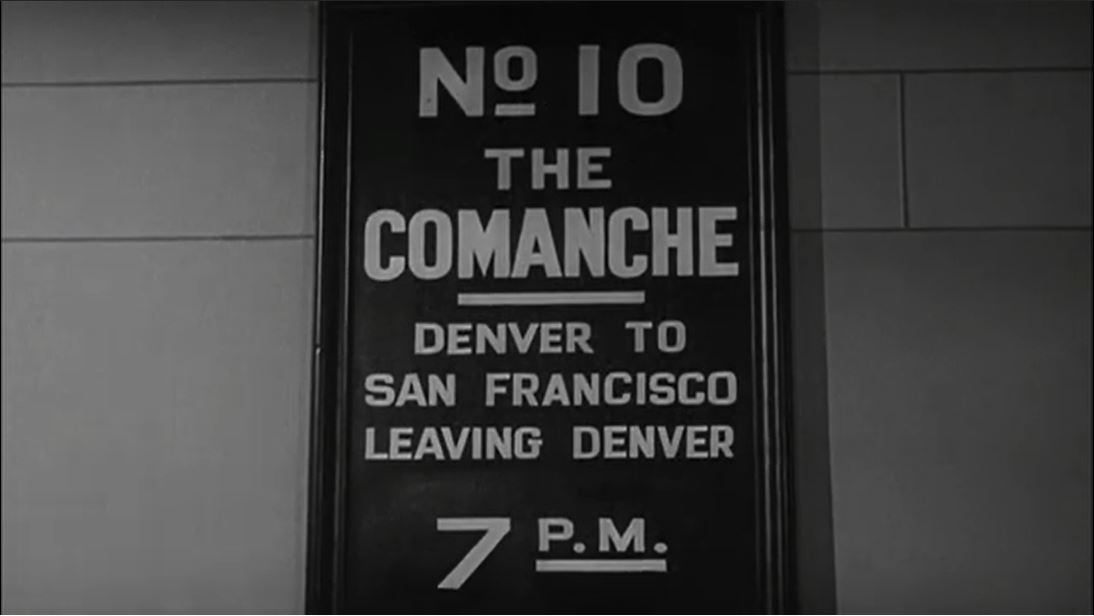 Nº 10
THE
COMANCHE
DENVER TO
SAN FRANCISCO
LEAVING DENVER
7 P.M.